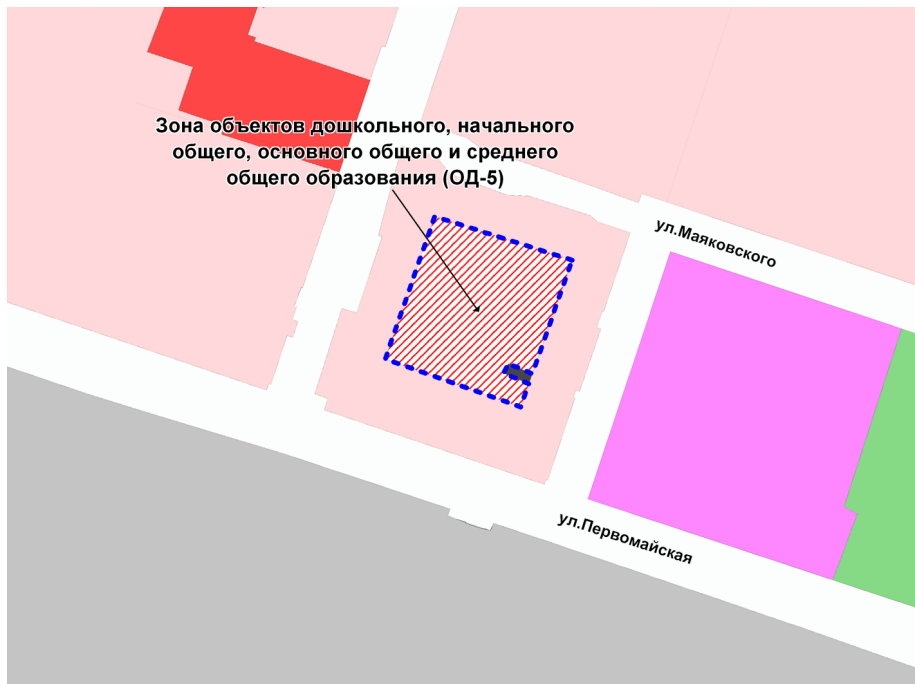 Зона объектов дошкольного, начального
общего, основного общего и среднего
общего образования (ОД-5)
ул.Маяковского
ул.Первомайская